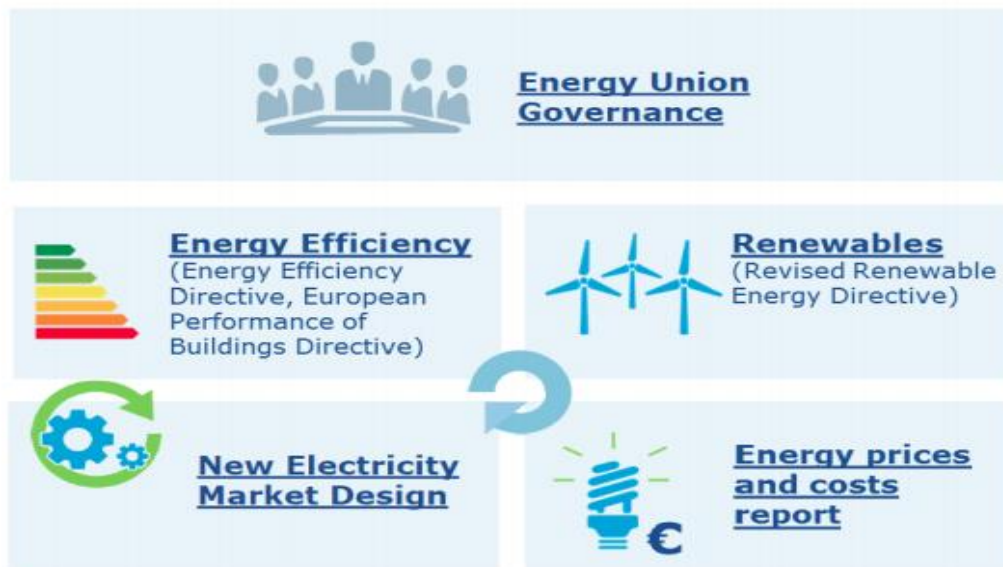 Energy Union
Governance
Energy Efficiency
(Energy Efficiency
Directive, European
Performance of
Buildings Directive)
Renewables
(Revised Renewable
Energy Directive)
New Electricity
Market Design
Energy prices
and costs
report
€